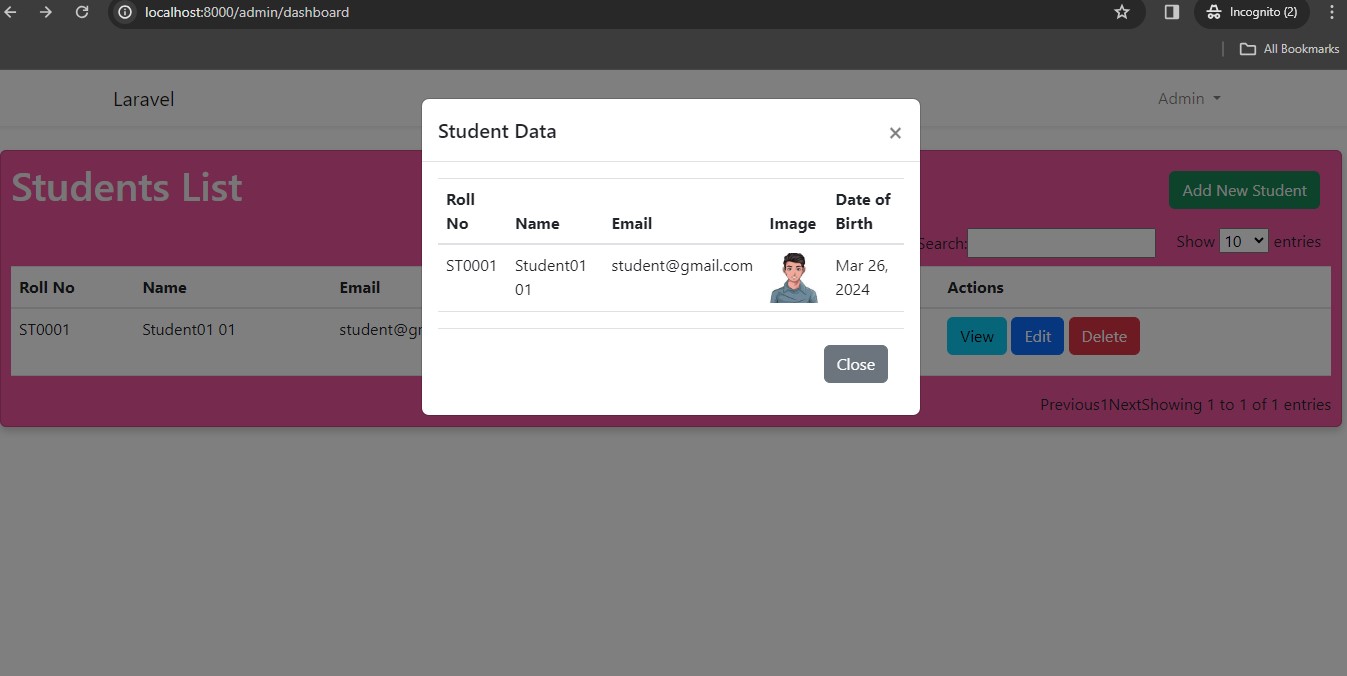 localhost:8000/admin/dashboard
Incognito (2)
All Bookmarks
Laravel
Admin
Students List
Add New Student
Search:
Show 10 entries
Roll No Name Email Actions
ST0001 Student01 01 student@gr View Edit Delete
Previous1NextShowing 1 to 1 of 1 entries
Student Data
×
Roll
No
Name
Email
Image
Date of
Birth
ST0001
Student01
01
student@gmail.com
Mar 26,
2024
Close